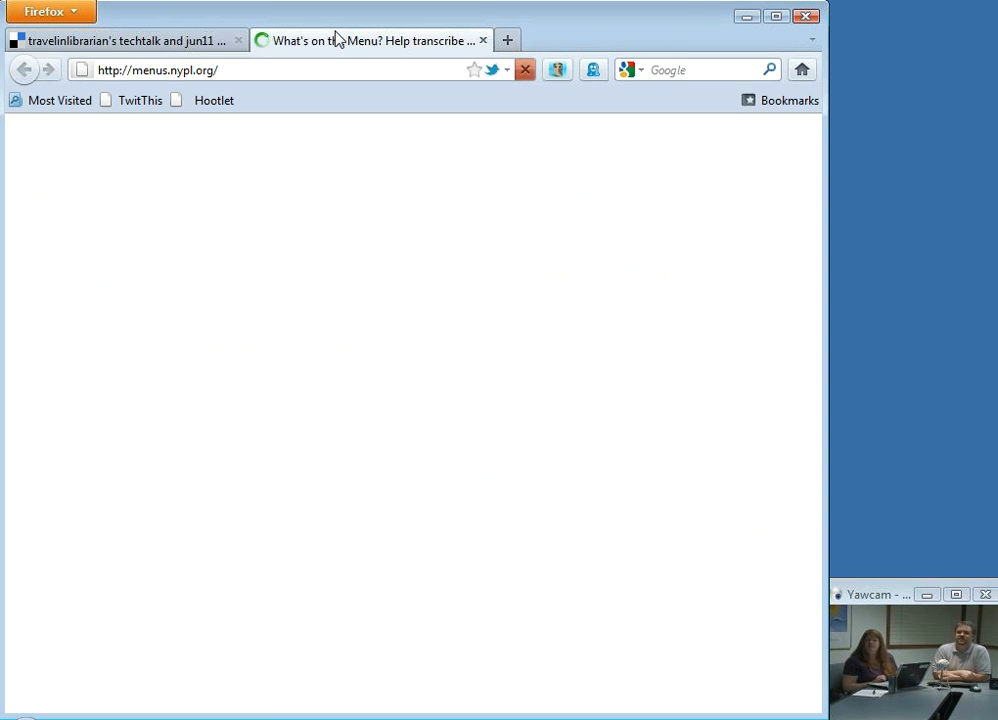 Firefox
travelinlibrarian's techtalk and jun11 ...
What's on the Menu? Help transcribe ...
http://menus.nypl.org/
Google
Most Visited
TwitThis
Hootlet
Bookmarks
Yawcam - ...